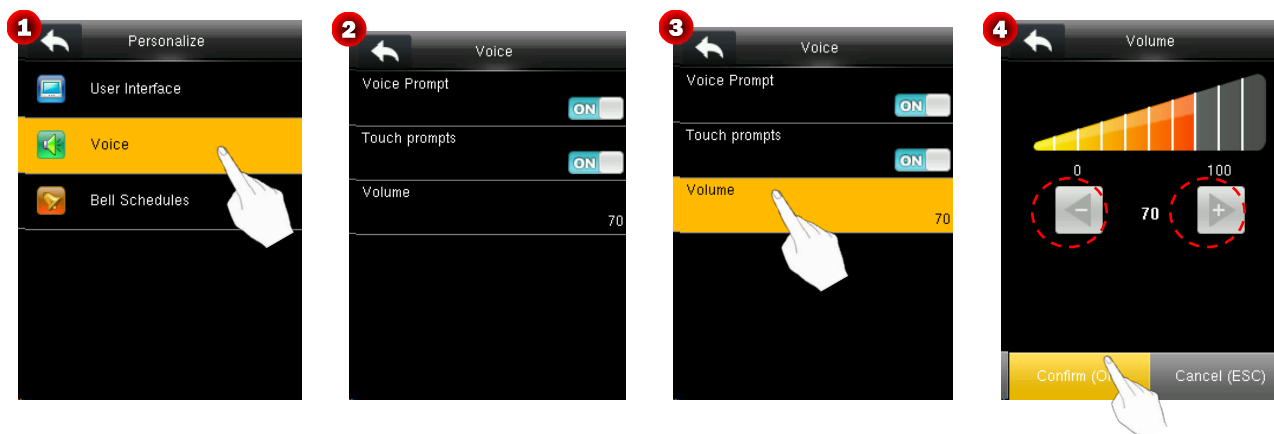 1
Personalize
User Interface
Voice
Bell Schedules
2
Voice
Voice Prompt
ON
Touch prompts
ON
Volume
70
3
Voice
Voice Prompt
ON
Touch prompts
ON
Volume
70
4
Volume
0 100
- 70 +
Confirm (O
Cancel (ESC)